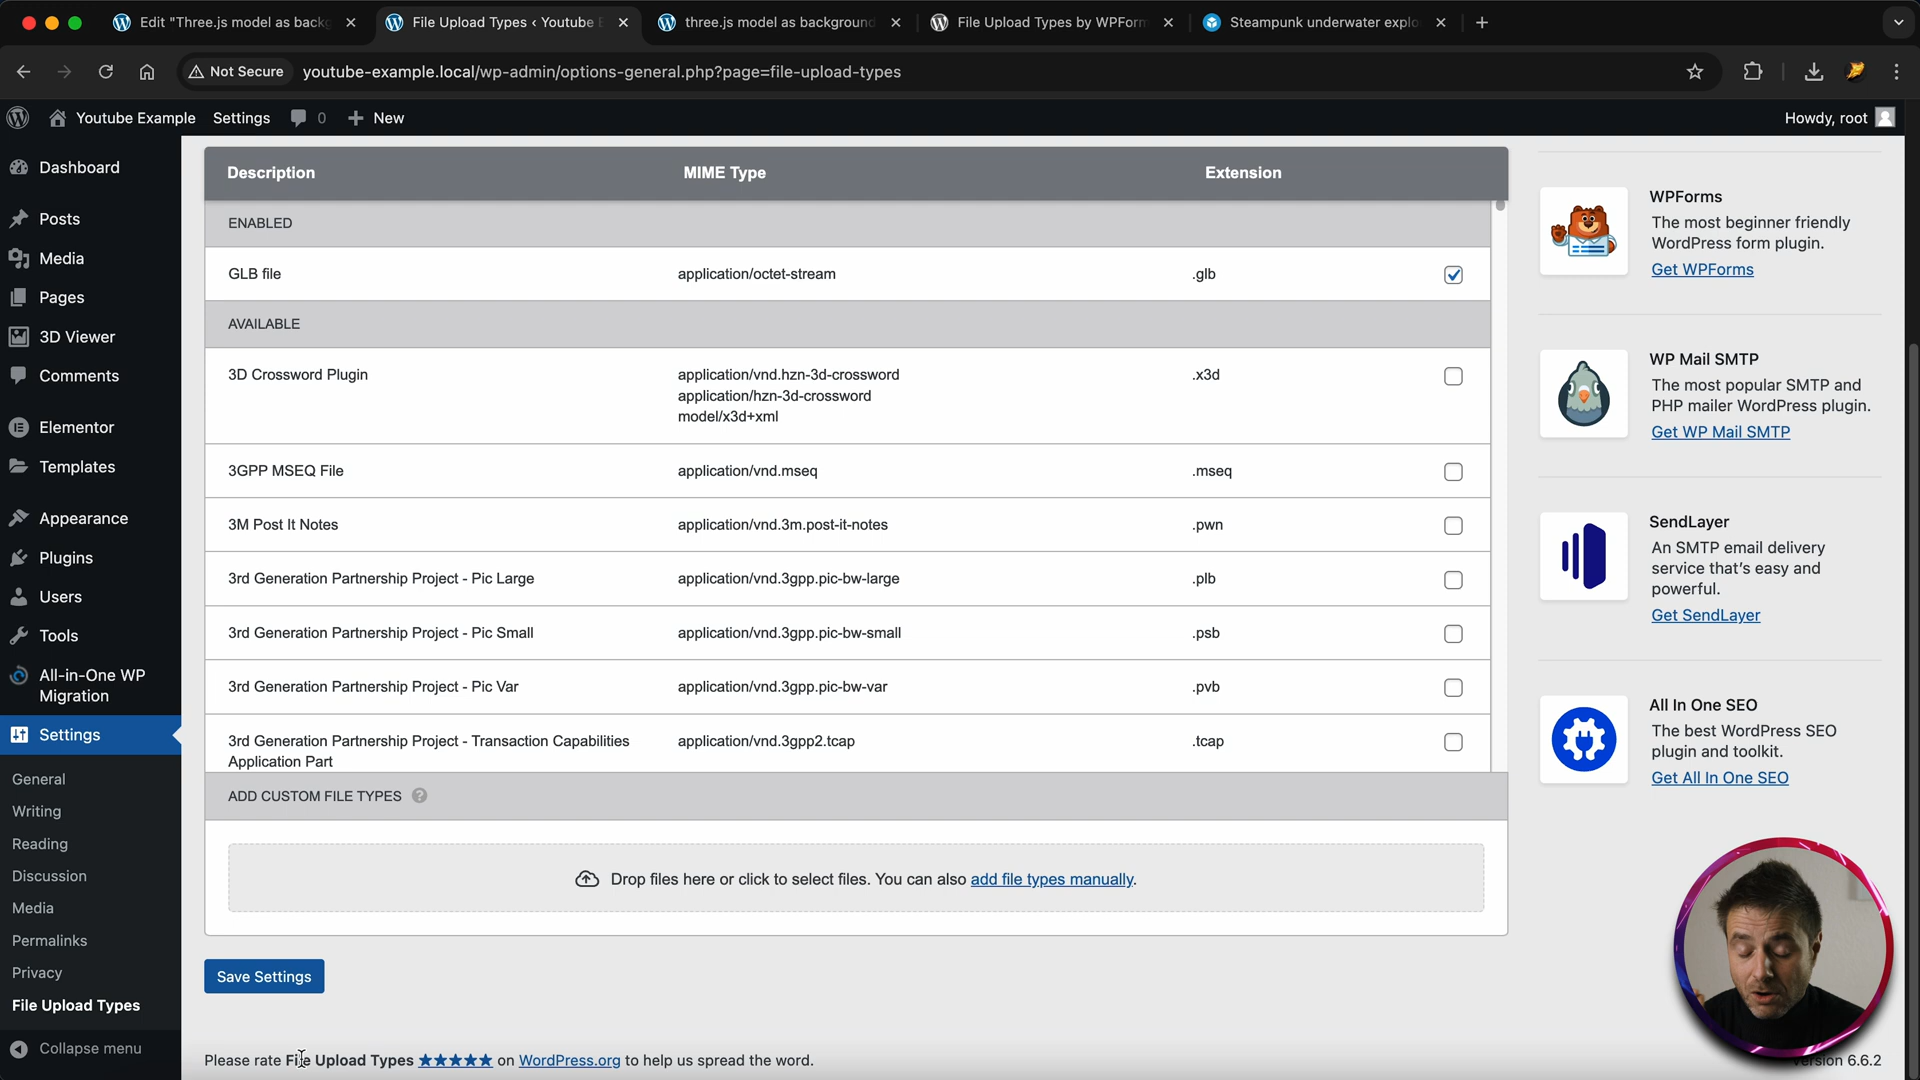 Edit "Three.js model as backg
File Upload Types ‹ Youtube E
three.js model as background
File Upload Types by WPForm
Steampunk underwater explo
Not Secure
youtube-example.local/wp-admin/options-general.php?page=file-upload-types
Youtube Example
Settings
0
New
Howdy, root
Dashboard
Posts
Media
Pages
3D Viewer
Comments
Elementor
Templates
Appearance
Plugins
Users
Tools
All-in-One WP
Migration
Settings
General
Writing
Reading
Discussion
Media
Permalinks
Privacy
File Upload Types
Collapse menu
Description MIME Type Extension
ENABLED
GLB file application/octet-stream .glb
AVAILABLE
3D Crossword Plugin application/vnd.hzn-3d-crossword .x3d
application/hzn-3d-crossword
model/x3d+xml
3GPP MSEQ File application/vnd.mseq .mseq
3M Post It Notes application/vnd.3m.post-it-notes .pwn
3rd Generation Partnership Project - Pic Large application/vnd.3gpp.pic-bw-large .plb
3rd Generation Partnership Project - Pic Small application/vnd.3gpp.pic-bw-small .psb
3rd Generation Partnership Project - Pic Var application/vnd.3gpp.pic-bw-var .pvb
3rd Generation Partnership Project - Transaction Capabilities application/vnd.3gpp2.tcap .tcap
Application Part
ADD CUSTOM FILE TYPES ?
Drop files here or click to select files. You can also add file types manually.
Save Settings
Please rate File Upload Types ★★★★★ on WordPress.org to help us spread the word.
WPForms
The most beginner friendly
WordPress form plugin.
Get WPForms
WP Mail SMTP
The most popular SMTP and
PHP mailer WordPress plugin.
Get WP Mail SMTP
SendLayer
An SMTP email delivery
service that's easy and
powerful.
Get SendLayer
All In One SEO
The best WordPress SEO
plugin and toolkit.
Get All In One SEO
Version 6.6.2